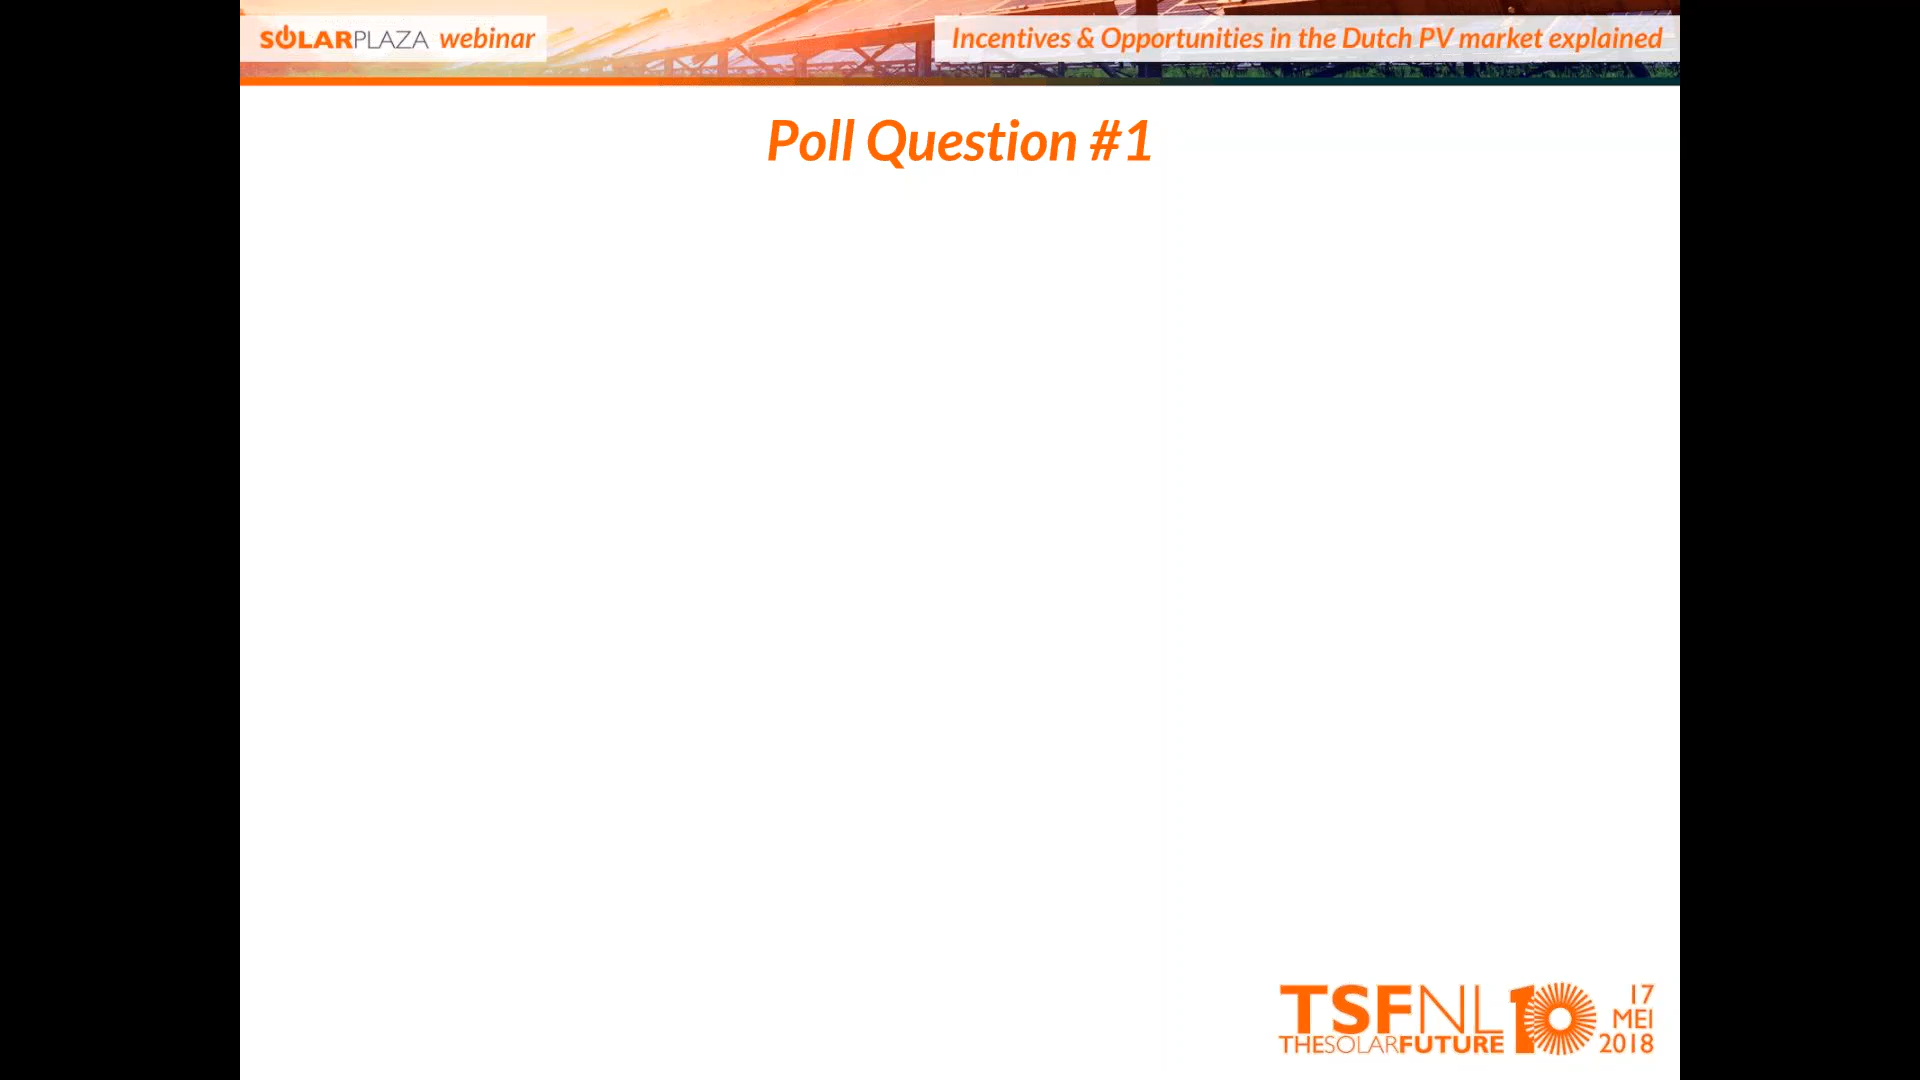 SOLARPLAZA webinar
Incentives & Opportunities in the Dutch PV market explained
Poll Question #1
TSFNL 10
THESOLARFUTURE
17
MEI
2018